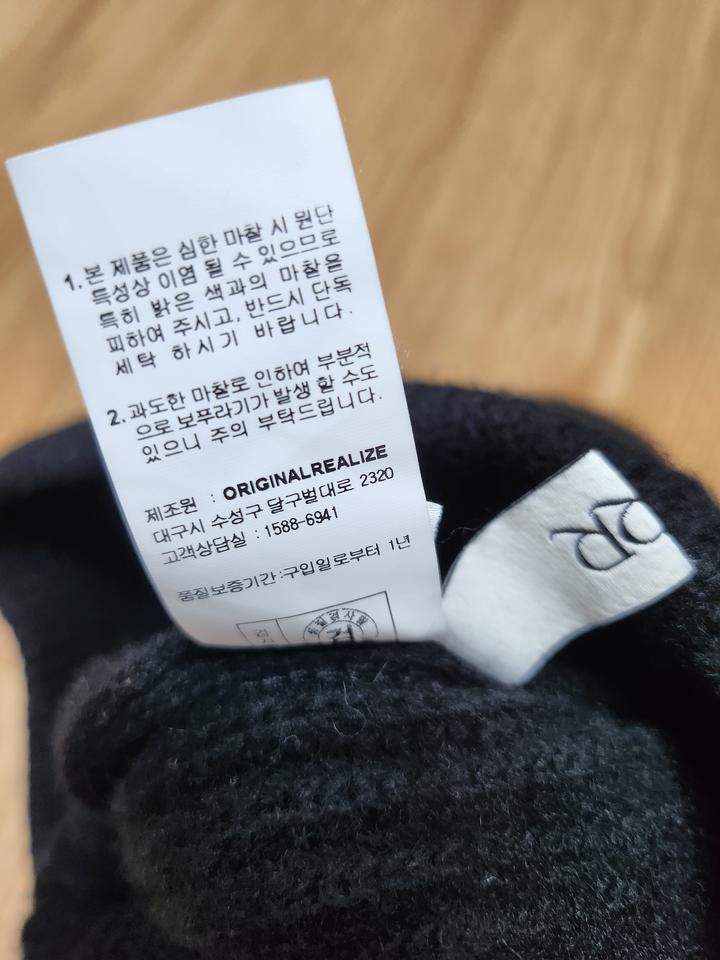 1. 본 제품은 심한 마찰 시 원단
특성상 이염 될 수 있으므로
특히 밝은 색과의 마찰을
피하여 주시고, 반드시 단독
세탁 하시기 바랍니다.
2. 과도한 마찰로 인하여 부분적
으로 보푸라기가 발생 할 수도
있으니 주의 부탁드립니다.
제조원 : ORIGINALREALIZE
대구시 수성구 달구벌대로 2320
고객상담실 : 1588-6941
품질보증기간:구입일로부터 1년
검
OR